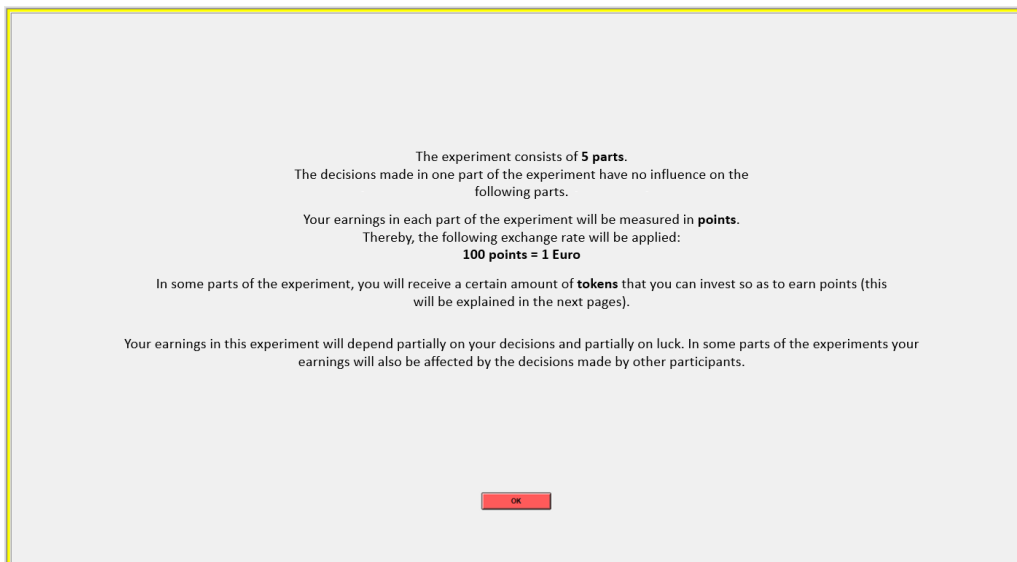 The experiment consists of 5 parts.
The decisions made in one part of the experiment have no influence on the
following parts.
Your earnings in each part of the experiment will be measured in points.
Thereby, the following exchange rate will be applied:
100 points = 1 Euro
In some parts of the experiment, you will receive a certain amount of tokens that you can invest so as to earn points (this
will be explained in the next pages).
Your earnings in this experiment will depend partially on your decisions and partially on luck. In some parts of the experiments your
earnings will also be affected by the decisions made by other participants.
OK